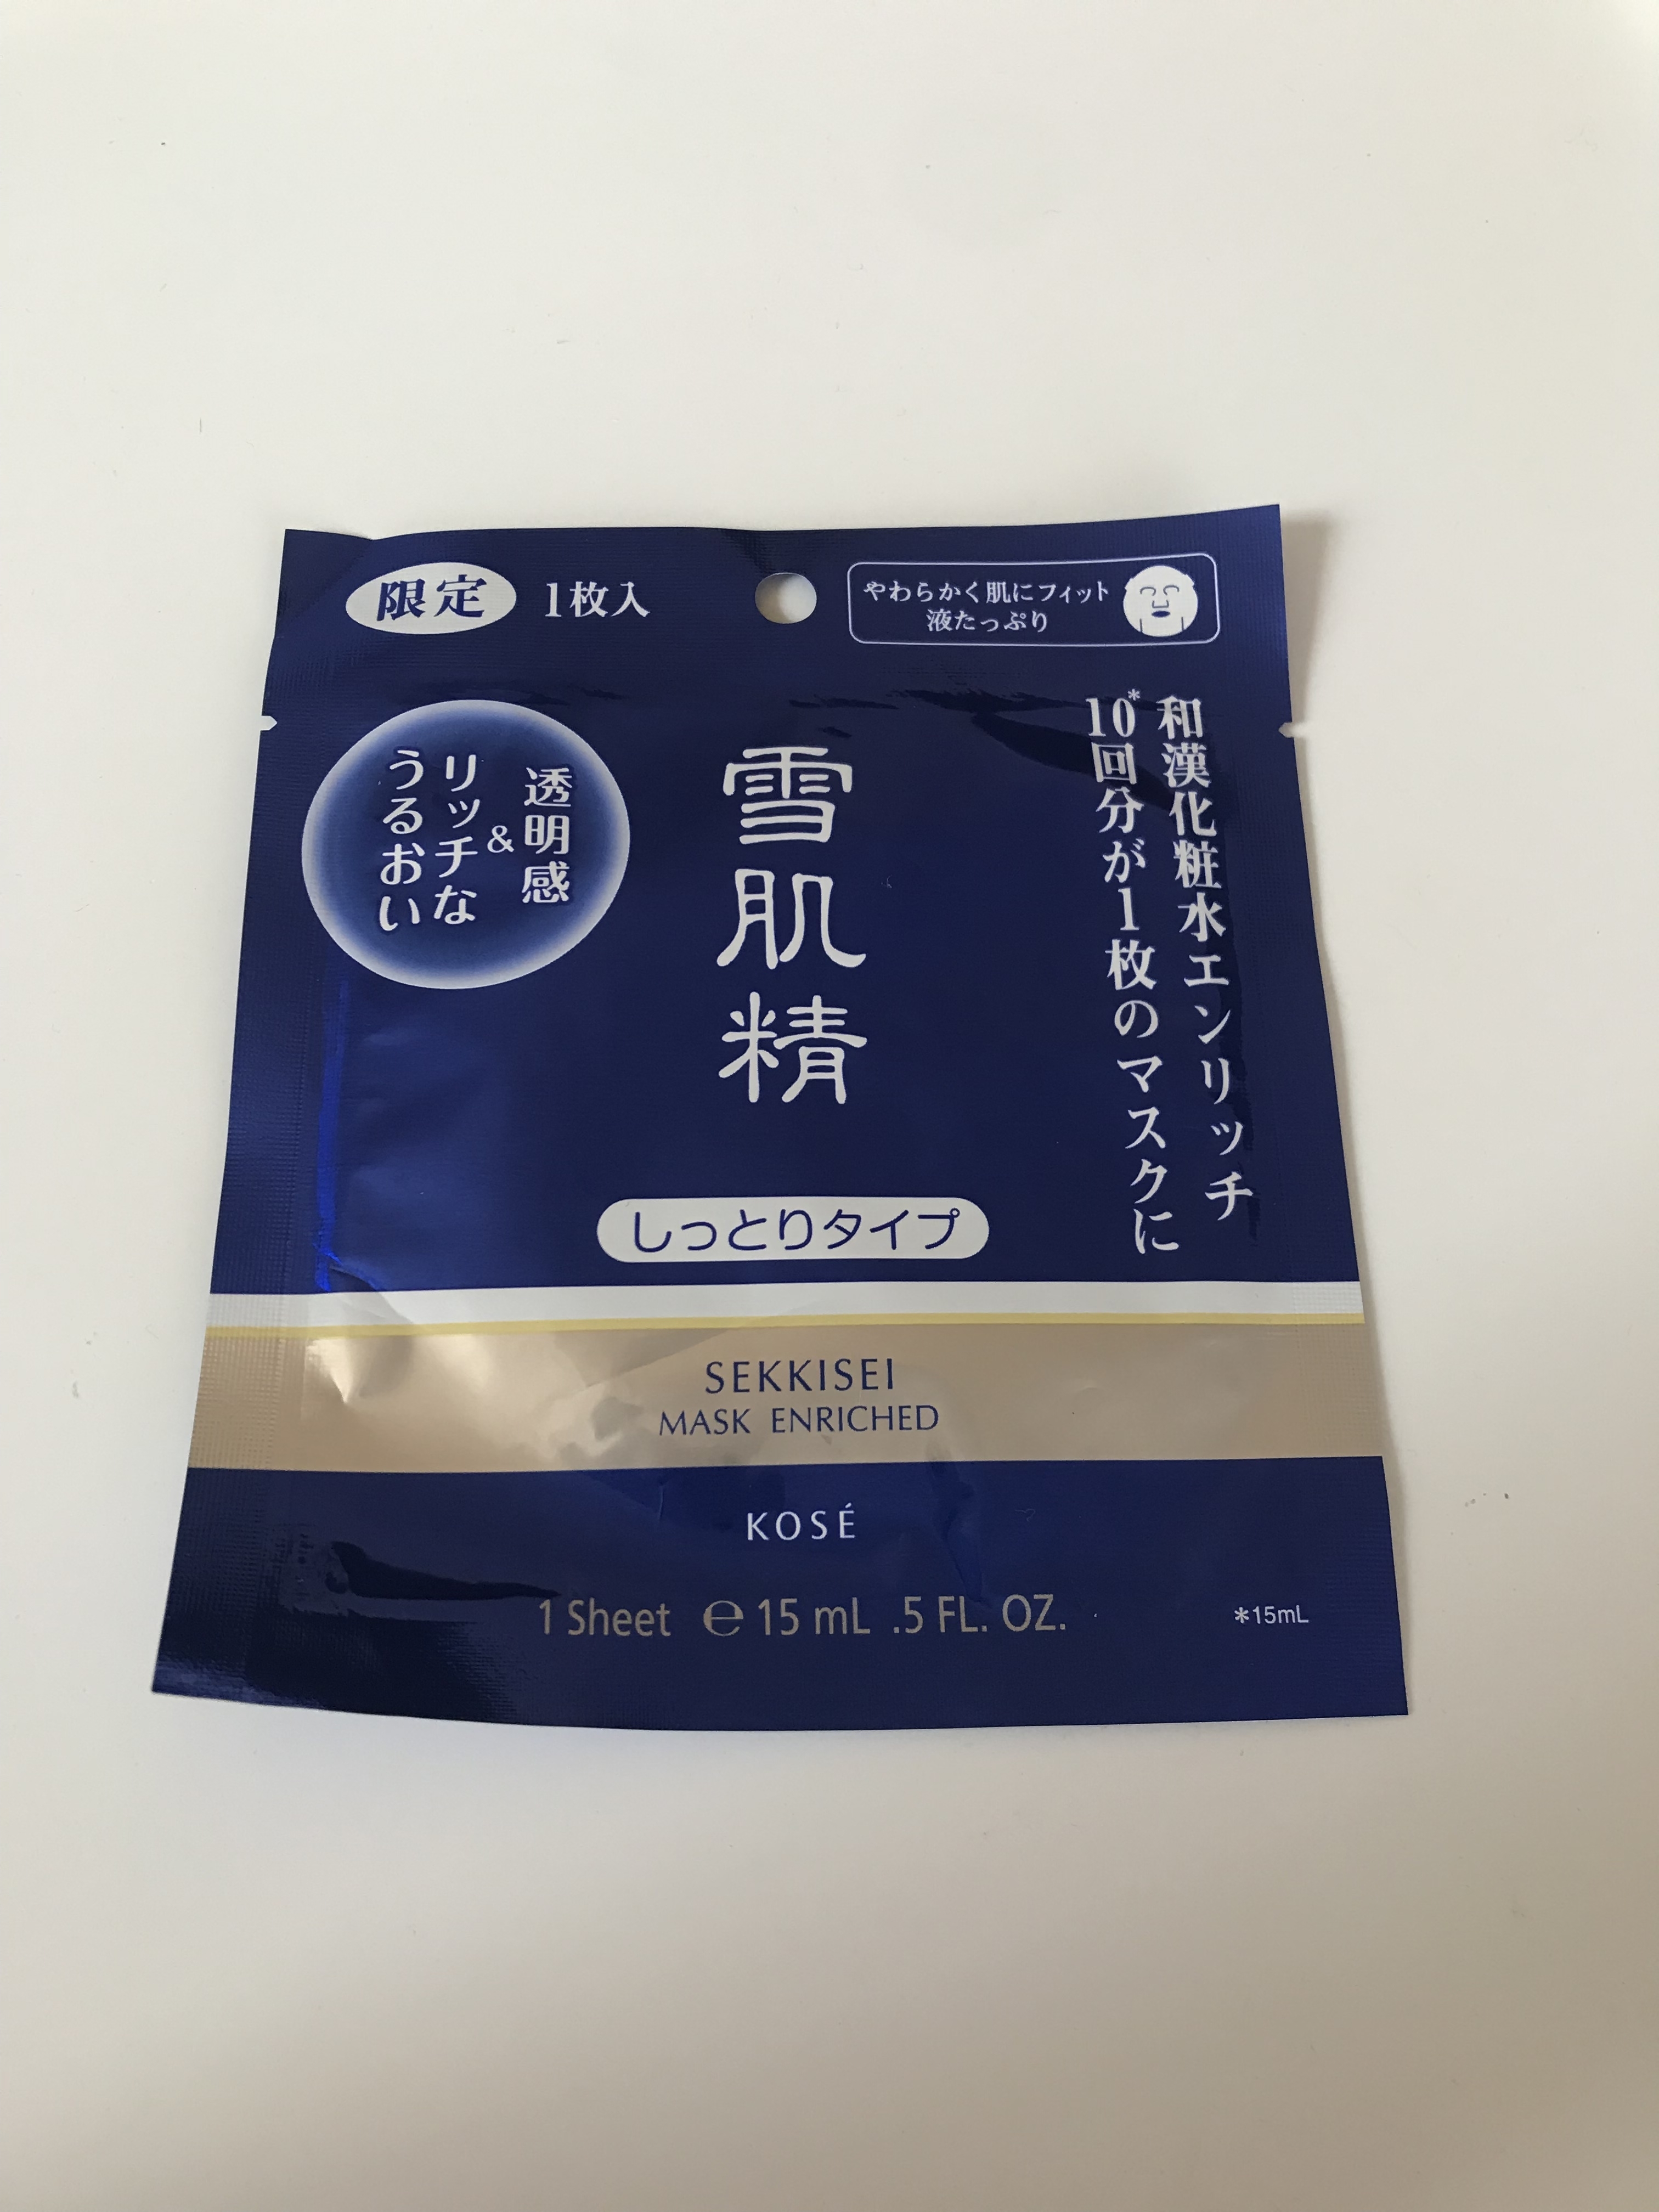 限定 1枚入
やわらかく肌にフィット
液たっぷり
和漢化粧水エンリッチ
10*回分が1枚のマスクに
透明感
&
リッチな
うるおい
雪肌精
しっとりタイプ
SEKKISEI
MASK ENRICHED
KOSÉ
1 Sheet ℮ 15 mL .5 FL. OZ.
*15mL